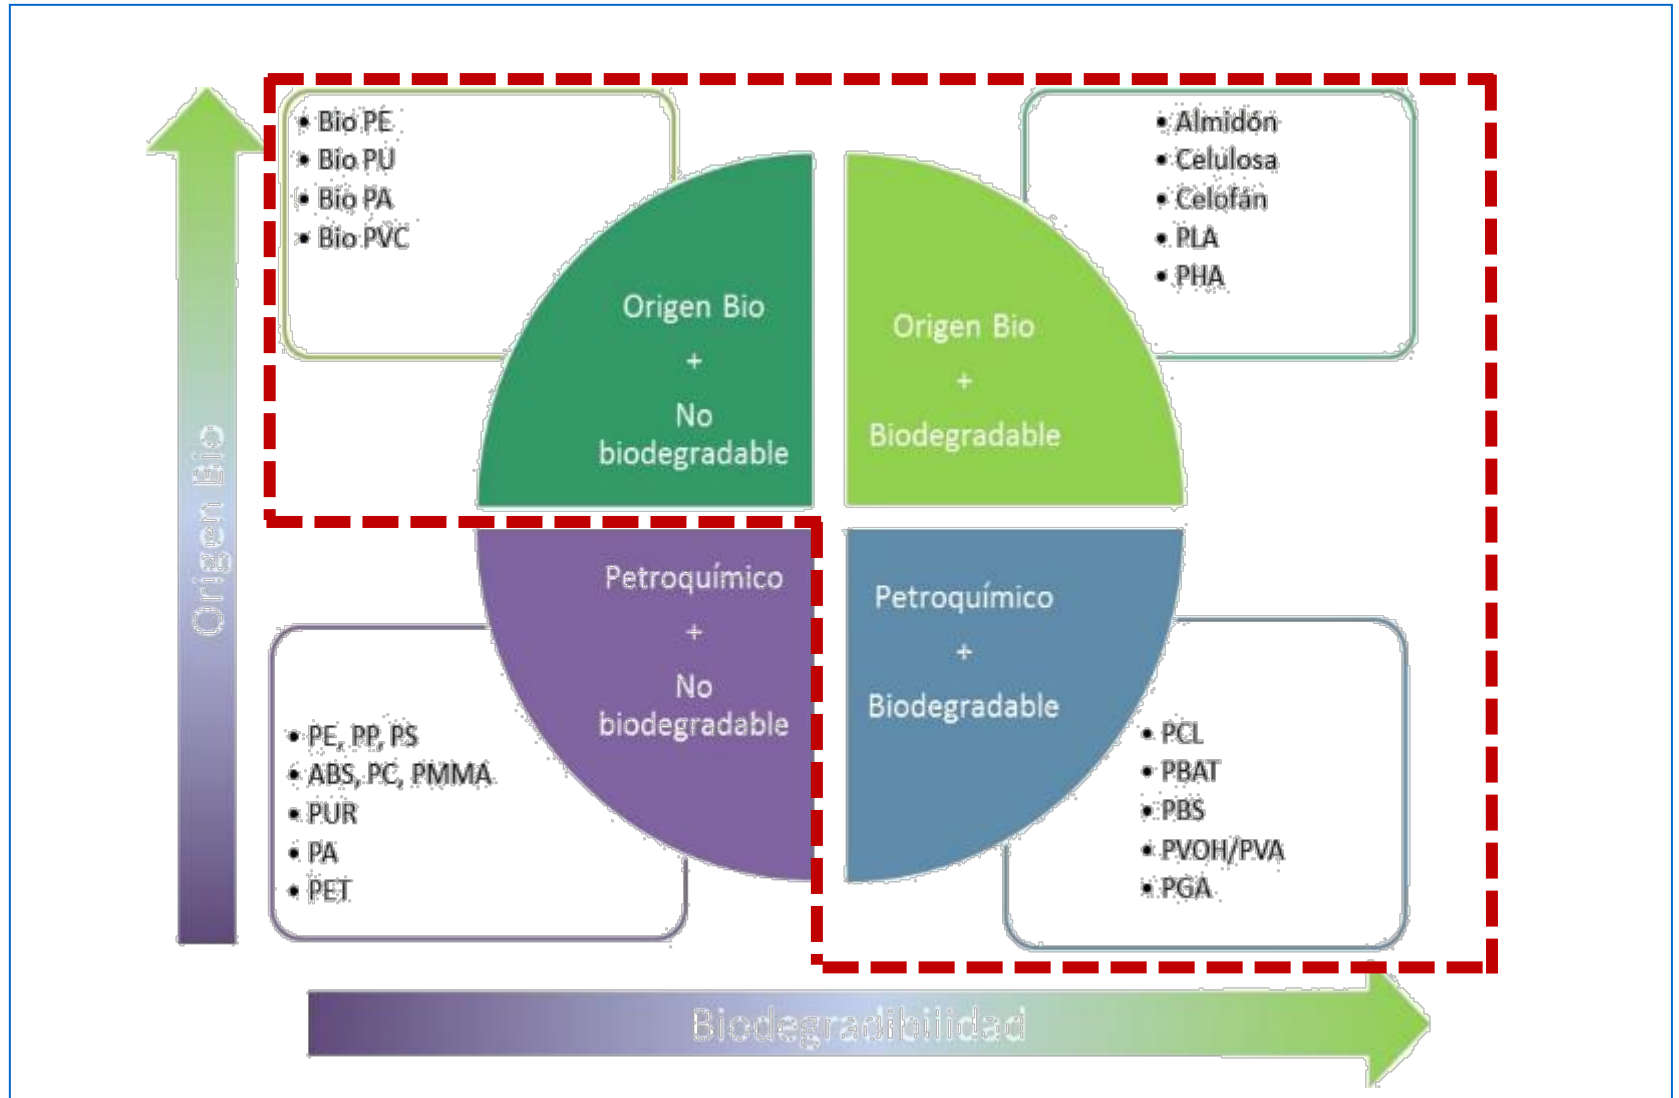 Origen Bio
• Bio PE
• Bio PU
• Bio PA
• Bio PVC
Origen Bio
+
No
biodegradable
Origen Bio
+
Biodegradable
• Almidón
• Celulosa
• Celofán
• PLA
• PHA
• PE, PP, PS
• ABS, PC, PMMA
• PUR
• PA
• PET
Petroquímico
+
No
biodegradable
Petroquímico
+
Biodegradable
• PCL
• PBAT
• PBS
• PVOH/PVA
• PGA
Biodegradibilidad